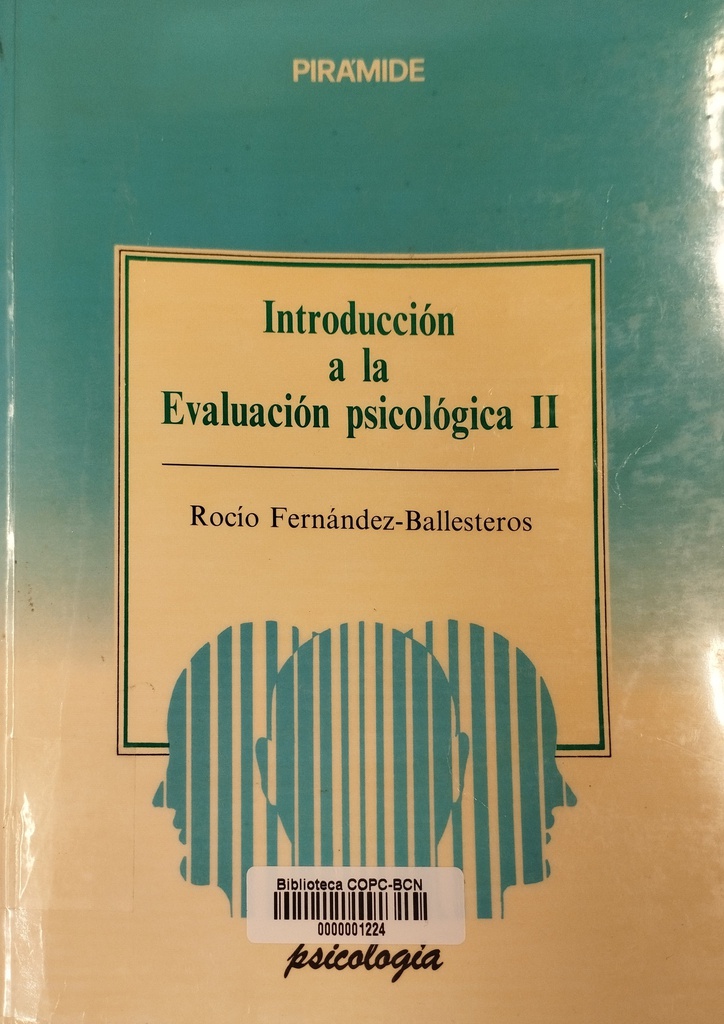 PIRÁMIDE
Introducción
a la
Evaluación psicológica II
Rocío Fernández-Ballesteros
Biblioteca COPC-BCN
0000001224
psicología